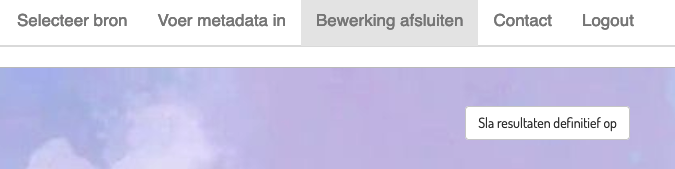 Selecteer bron Voer metadata in Bewerking afsluiten Contact Logout
Sla resultaten definitief op